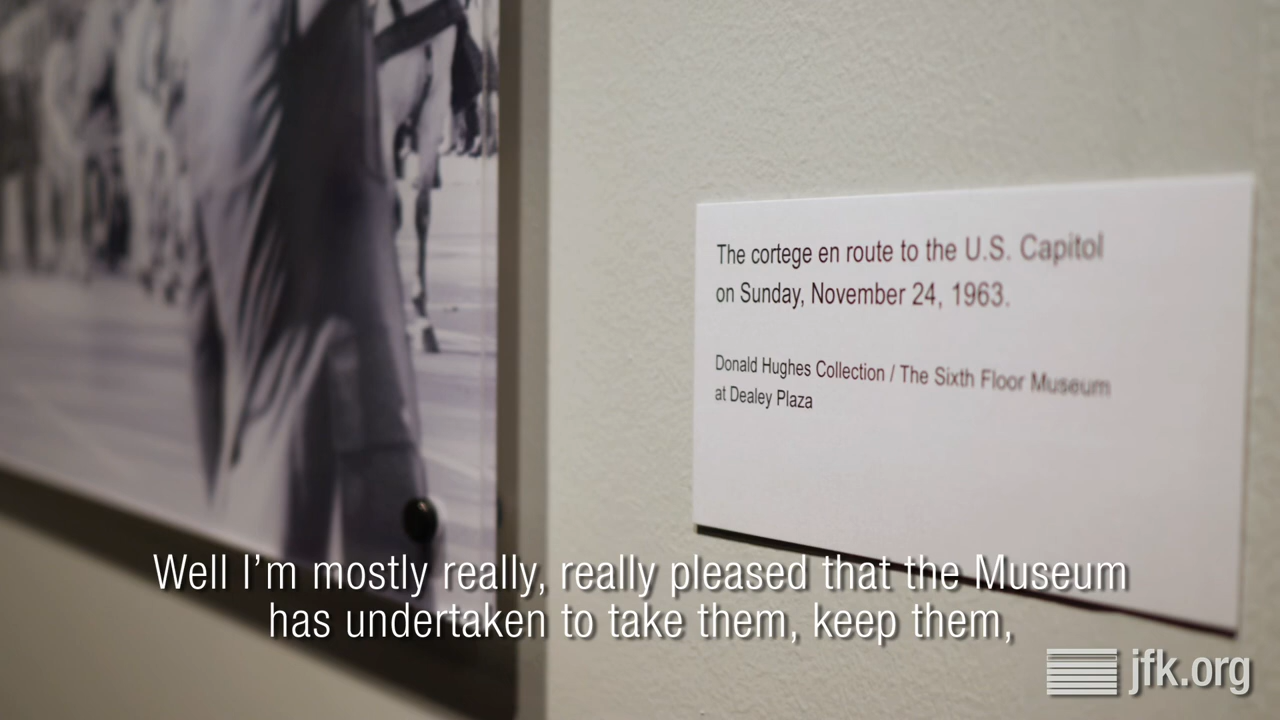 The cortege en route to the U.S. Capitol
on Sunday, November 24, 1963.
Donald Hughes Collection / The Sixth Floor Museum
at Dealey Plaza
Well I'm mostly really, really pleased that the Museum
has undertaken to take them, keep them,
jfk.org